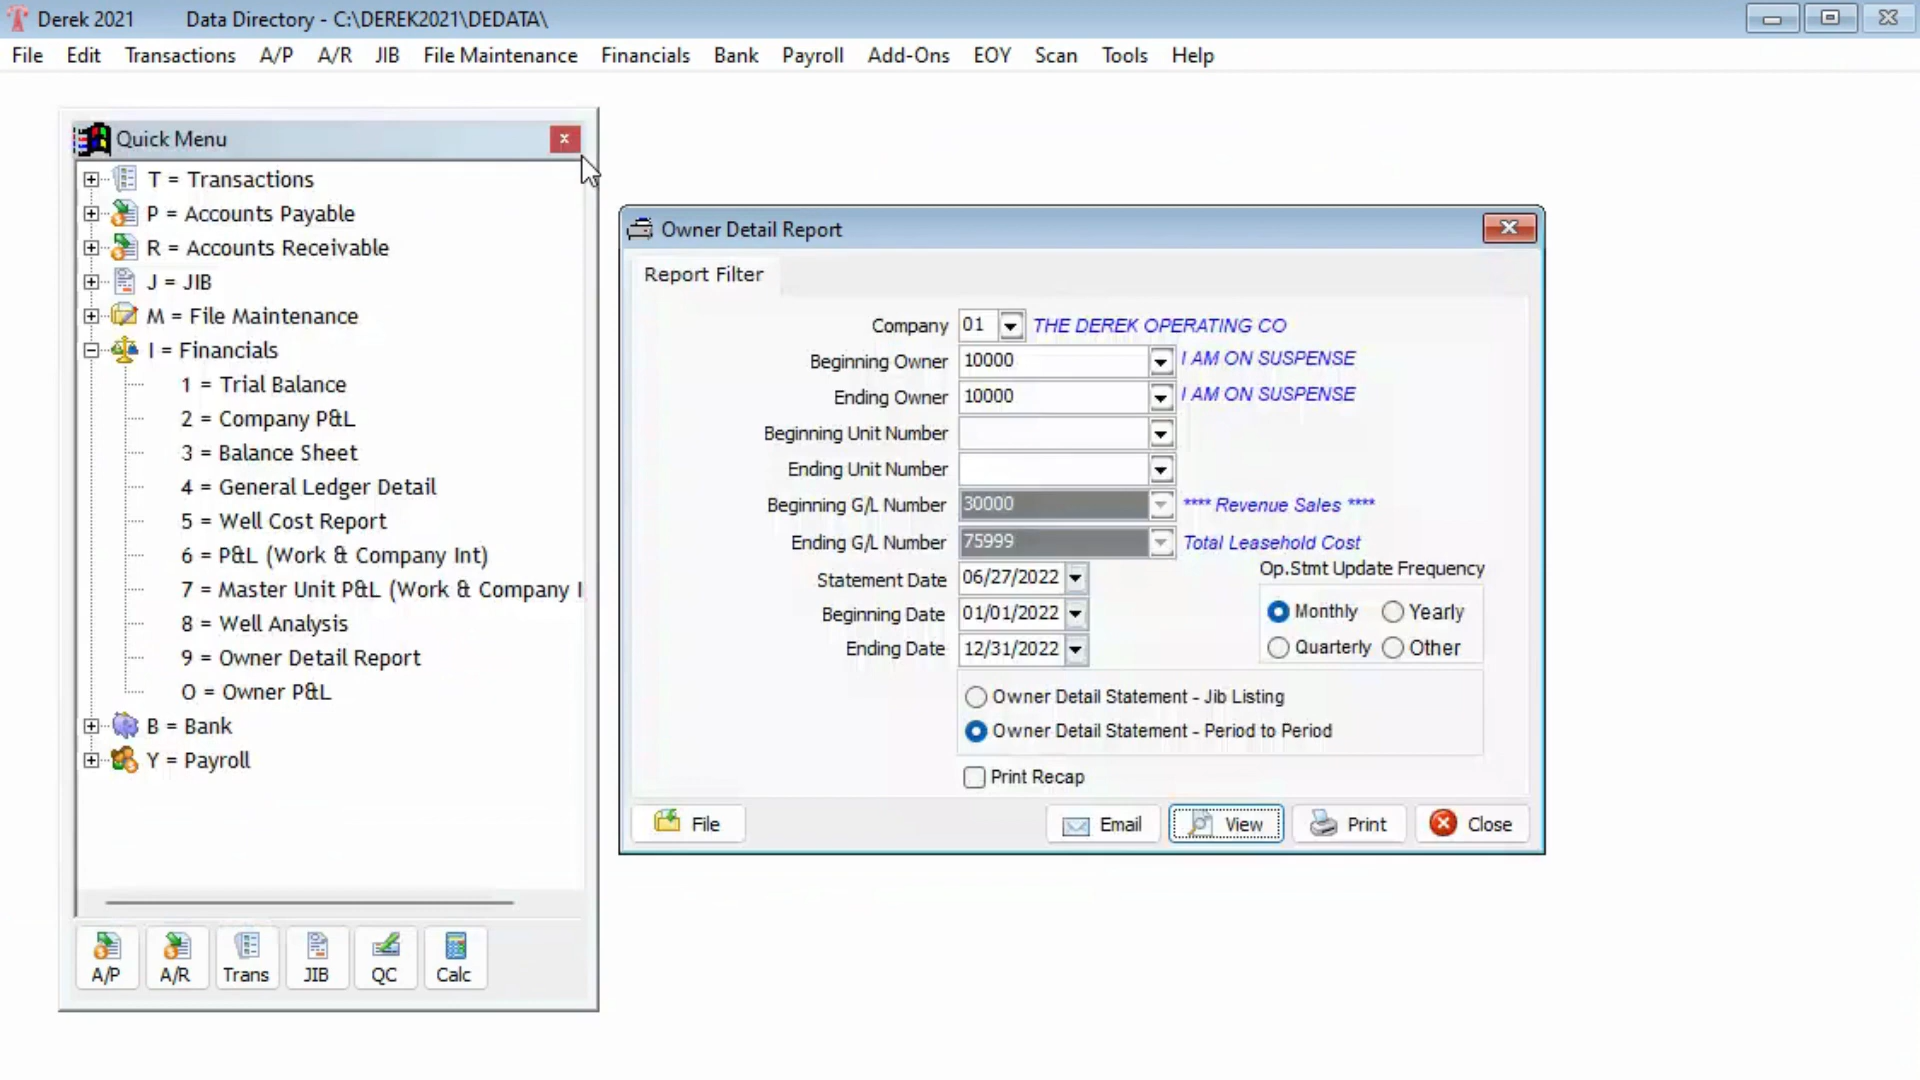 Derek 2021 Data Directory - C:\DEREK2021\DEDATA\
File Edit Transactions A/P A/R JIB File Maintenance Financials Bank Payroll Add-Ons EOY Scan Tools Help
Quick Menu
T = Transactions
P = Accounts Payable
R = Accounts Receivable
J = JIB
M = File Maintenance
I = Financials
1 = Trial Balance
2 = Company P&L
3 = Balance Sheet
4 = General Ledger Detail
5 = Well Cost Report
6 = P&L (Work & Company Int)
7 = Master Unit P&L (Work & Company I
8 = Well Analysis
9 = Owner Detail Report
O = Owner P&L
B = Bank
Y = Payroll
A/P A/R Trans JIB QC Calc
Owner Detail Report
Report Filter
Company 01 THE DEREK OPERATING CO
Beginning Owner 10000 I AM ON SUSPENSE
Ending Owner 10000 I AM ON SUSPENSE
Beginning Unit Number
Ending Unit Number
Beginning G/L Number 30000 **** Revenue Sales ****
Ending G/L Number 75999 Total Leasehold Cost
Statement Date 06/27/2022
Beginning Date 01/01/2022
Ending Date 12/31/2022
Op.Stmt Update Frequency
Monthly Yearly
Quarterly Other
Owner Detail Statement - Jib Listing
Owner Detail Statement - Period to Period
Print Recap
File Email View Print Close